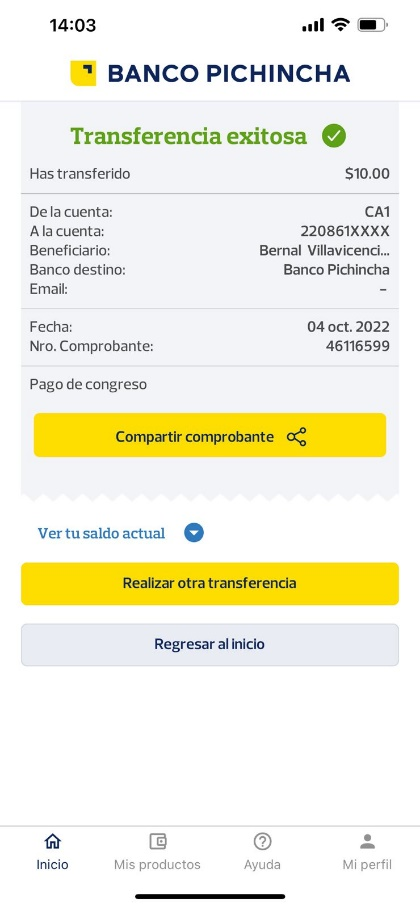 14:03
BANCO PICHINCHA
Transferencia exitosa
Has transferido $10.00
De la cuenta: CA1
A la cuenta: 220861XXXX
Beneficiario: Bernal Villavicenci...
Banco destino: Banco Pichincha
Email: –
Fecha: 04 oct. 2022
Nro. Comprobante: 46116599
Pago de congreso
Compartir comprobante
Ver tu saldo actual
Realizar otra transferencia
Regresar al inicio
Inicio Mis productos Ayuda Mi perfil